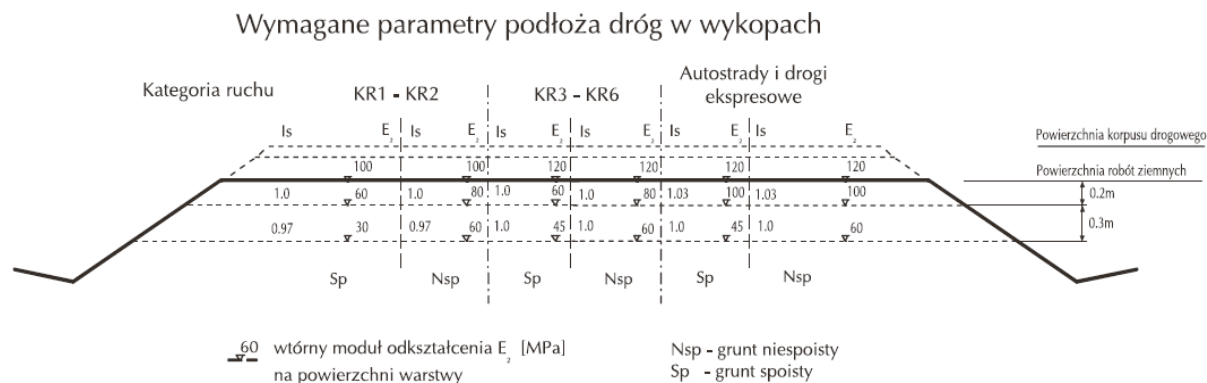 Wymagane parametry podłoża dróg w wykopach
Kategoria ruchu
KR1 - KR2
KR3 - KR6
Autostrady i drogi
ekspresowe
Is E₂ Is E₂ Is E₂ Is E₂ Is E₂ Is E₂
Powierzchnia korpusu drogowego
100 100 120 120 120 120
Powierzchnia robót ziemnych
1.0 60 1.0 80 1.0 60 1.0 80 1.03 100 1.03 100
0.2m
0.97 30 0.97 60 1.0 45 1.0 60 1.0 45 1.0 60
0.3m
Sp Nsp Sp Nsp Sp Nsp
60 wtórny moduł odkształcenia E₂ [MPa]
na powierzchni warstwy
Nsp - grunt niespoisty
Sp - grunt spoisty